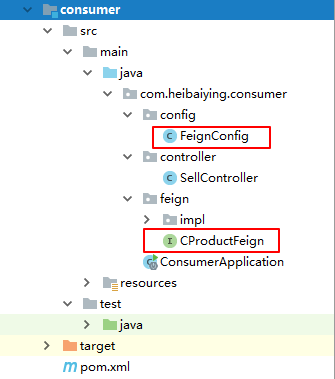 consumer
src
main
java
com.heibaiying.consumer
config
FeignConfig
controller
SellController
feign
impl
CProductFeign
ConsumerApplication
resources
test
java
target
pom.xml